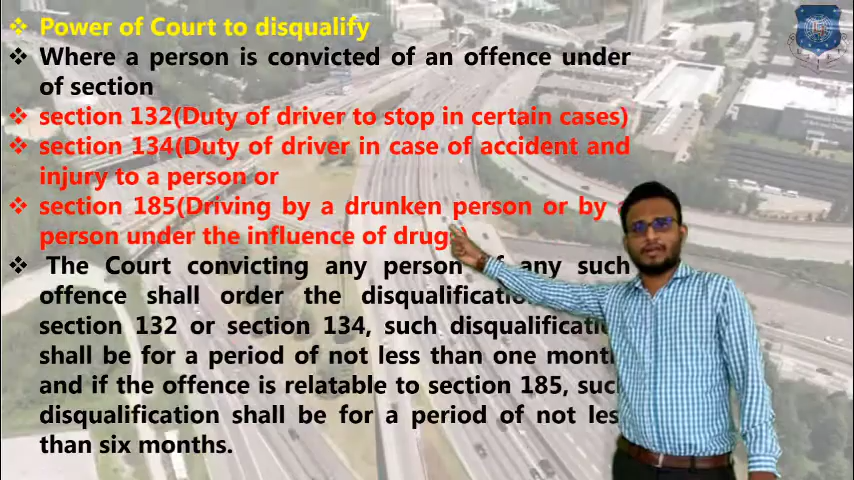 Power of Court to disqualify
Where a person is convicted of an offence under
of section
section 132(Duty of driver to stop in certain cases)
section 134(Duty of driver in case of accident and
injury to a person or
section 185(Driving by a drunken person or by
person under the influence of drug
The Court convicting any person of any such
offence shall order the
section 132 or section 134, such
shall be for a period of not less than one month
and if the offence is relatable to section 185, such
disqualification shall be for a period of not less
than six months.